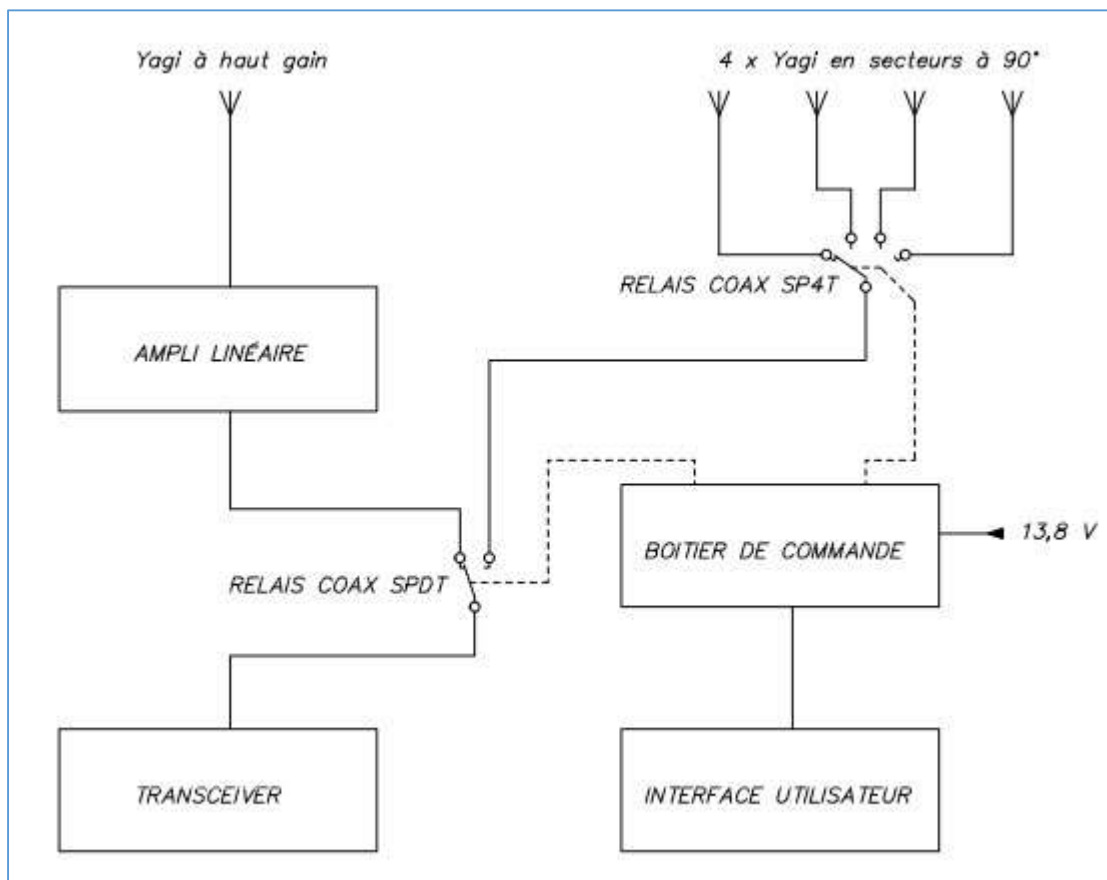 Yagi à haut gain
4 x Yagi en secteurs à 90°
RELAIS COAX SP4T
AMPLI LINÉAIRE
13,8 V
BOITIER DE COMMANDE
RELAIS COAX SPDT
TRANSCEIVER
INTERFACE UTILISATEUR